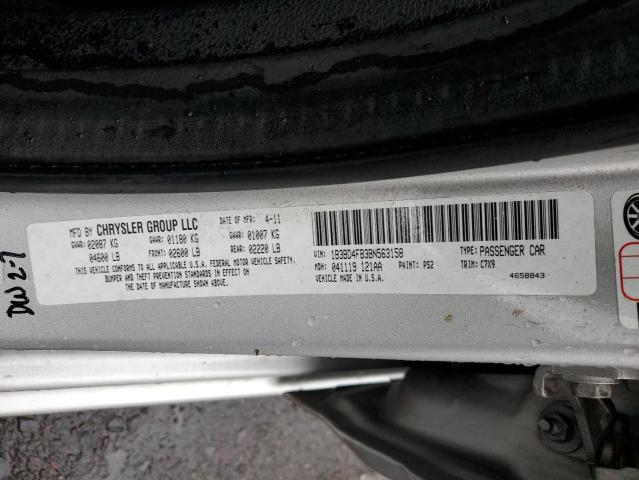 MFD BY CHRYSLER GROUP LLC DATE OF MFR: 4-11
GVWR: 02087 KG GAWR: 01180 KG GAWR: 01007 KG
04600 LB FRONT: 02600 LB REAR: 02220 LB
THIS VEHICLE CONFORMS TO ALL APPLICABLE U.S.A. FEDERAL MOTOR VEHICLE SAFETY,
BUMPER AND THEFT PREVENTION STANDARDS IN EFFECT ON
THE DATE OF MANUFACTURE SHOWN ABOVE.
VIN: 1B3BD4FB3BN563158 TYPE: PASSENGER CAR
MDH: 041119 121AA PAINT: PS2 TRIM: C7X9
VEHICLE MADE IN U.S.A. 4658843
DW27